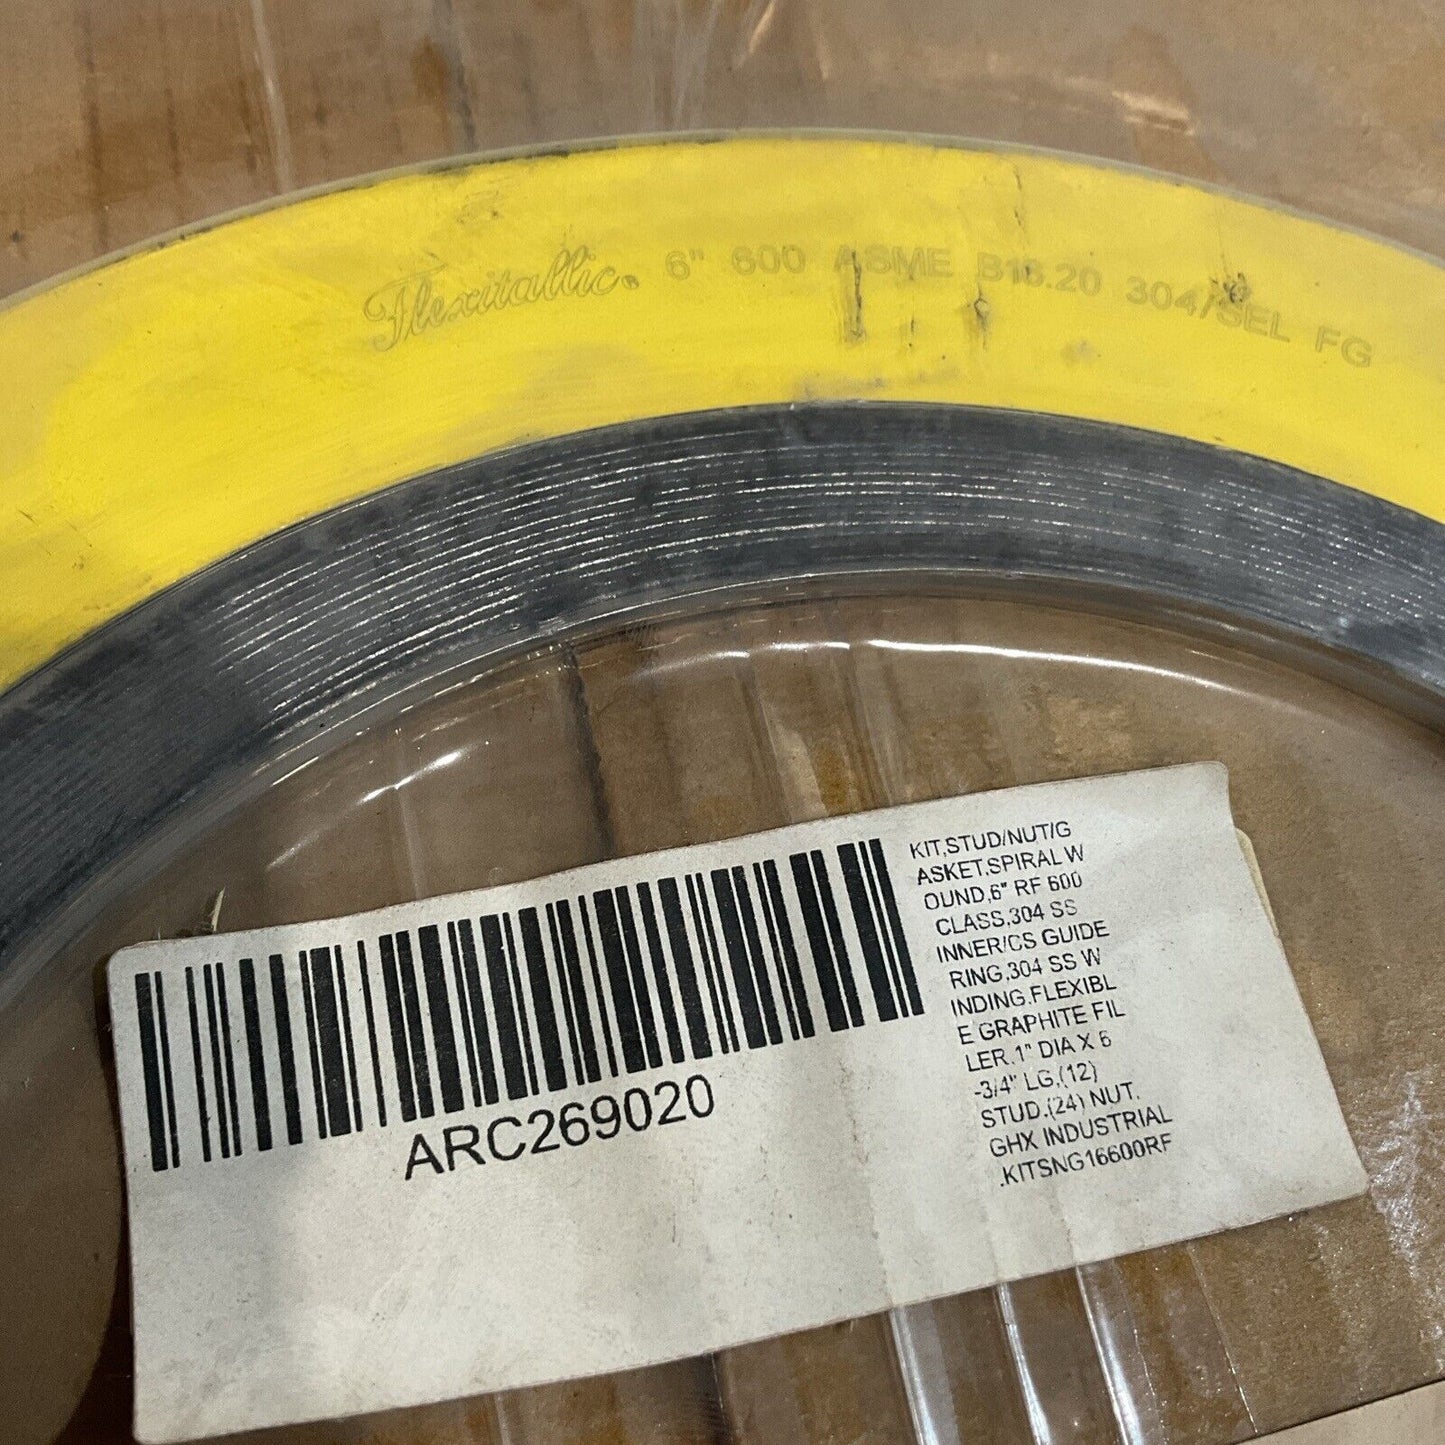 Flexitallic® 6" 600 ASME B16.20 304/SEL FG
KIT,STUD/NUT/G
ASKET,SPIRAL W
OUND,6" RF 600
CLASS,304 SS
INNER/CS GUIDE
RING,304 SS W
INDING,FLEXIBL
E GRAPHITE FIL
LER,1" DIA X 6
-3/4" LG,(12)
STUD,(24) NUT,
GHX INDUSTRIAL
,KITSNG16600RF
ARC269020